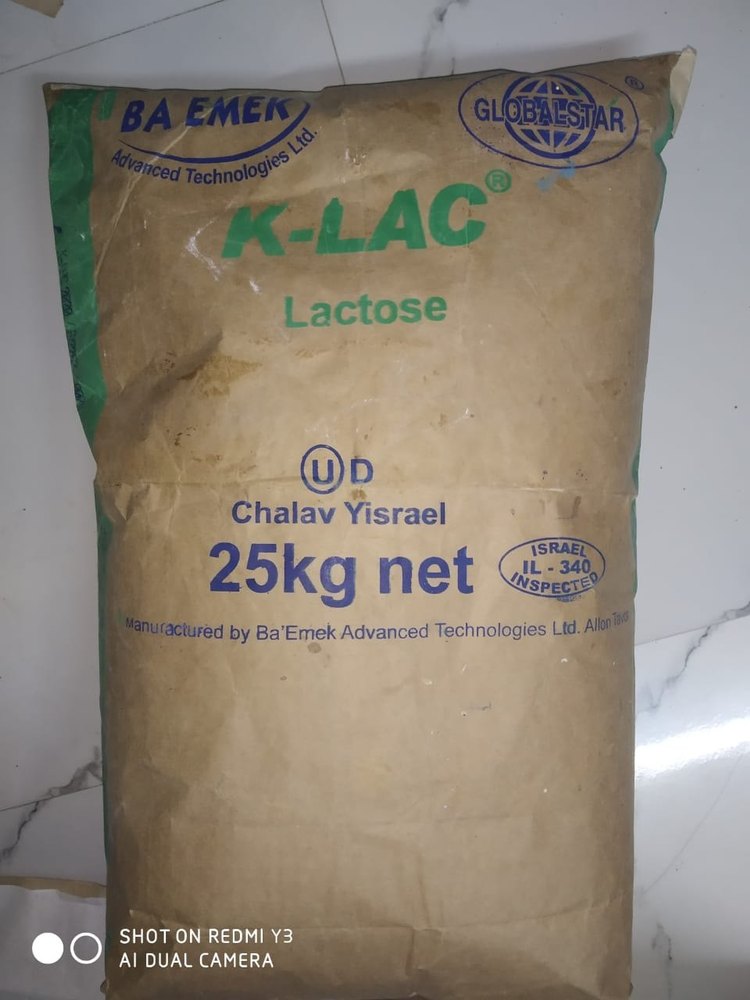 BA EMEK
Advanced Technologies Ltd.
GLOBALSTAR
®
K-LAC®
Lactose
U D
Chalav Yisrael
25kg net
ISRAEL
IL - 340
INSPECTED
Manufactured by Ba'Emek Advanced Technologies Ltd. Allon Tavor
SHOT ON REDMI Y3
AI DUAL CAMERA